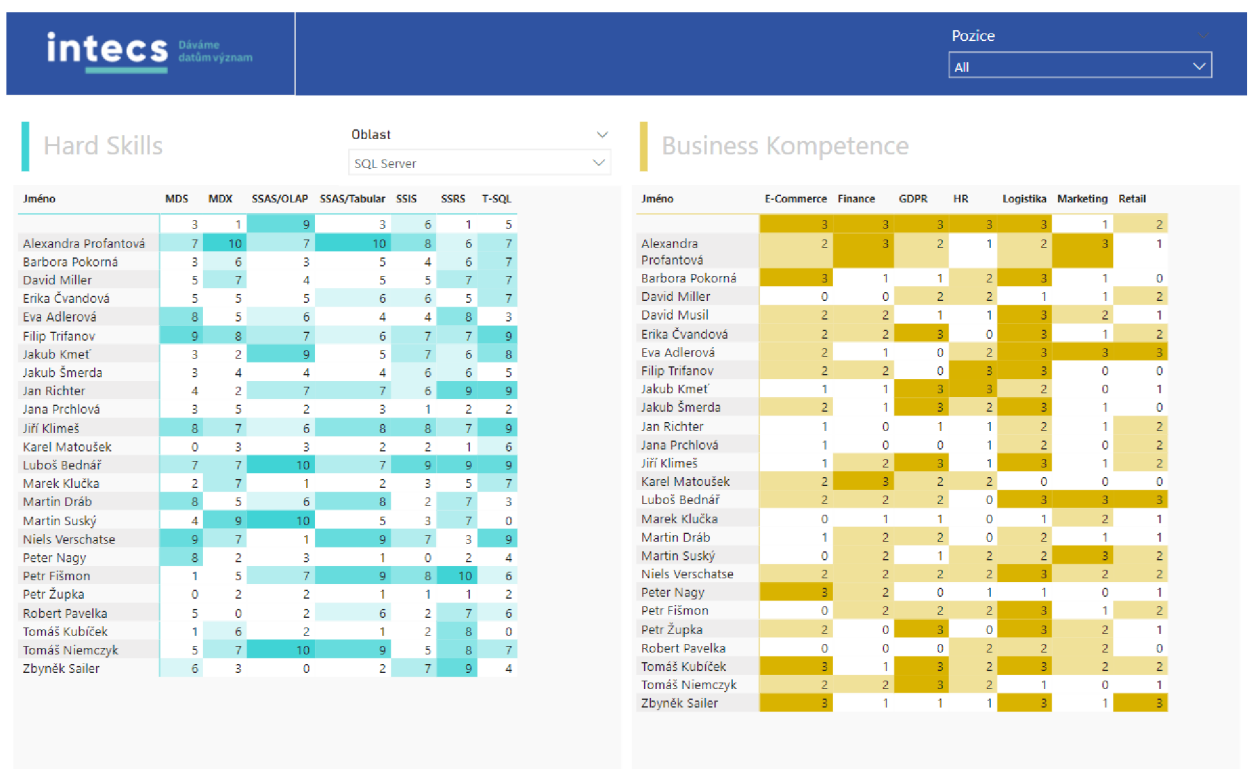 intecs Dáváme
datům význam
Pozice
All
Hard Skills
Oblast
SQL Server
Jméno MDS MDX SSAS/OLAP SSAS/Tabular SSIS SSRS T-SQL
3 1 9 3 6 1 5
Alexandra Profantová 7 10 7 10 8 6 7
Barbora Pokorná 3 6 3 5 4 6 7
David Miller 5 7 4 5 5 7 7
Erika Čvandová 5 5 5 6 6 5 7
Eva Adlerová 8 5 6 4 4 8 3
Filip Trifanov 9 8 7 6 7 7 9
Jakub Kmeť 3 2 9 5 7 6 8
Jakub Šmerda 3 4 4 4 6 6 5
Jan Richter 4 2 7 7 6 9 9
Jana Prchlová 3 5 2 3 1 2 2
Jiří Klimeš 8 7 6 8 8 7 9
Karel Matoušek 0 3 3 2 2 1 6
Luboš Bednář 7 7 10 7 9 9 9
Marek Klučka 2 7 1 2 3 5 7
Martin Dráb 8 5 6 8 2 7 3
Martin Suský 4 9 10 5 3 7 0
Niels Verschatse 9 7 1 9 7 3 9
Peter Nagy 8 2 3 1 0 2 4
Petr Fišmon 1 5 7 9 8 10 6
Petr Župka 0 2 2 1 1 1 2
Robert Pavelka 5 0 2 6 2 7 6
Tomáš Kubíček 1 6 2 1 2 8 0
Tomáš Niemczyk 5 7 10 9 5 8 7
Zbyněk Sailer 6 3 0 2 7 9 4
Business Kompetence
Jméno E-Commerce Finance GDPR HR Logistika Marketing Retail
3 3 3 3 3 1 2
Alexandra 2 3 2 1 2 3 1
Profantová
Barbora Pokorná 3 1 1 2 3 1 0
David Miller 0 0 2 2 1 1 2
David Musil 2 2 1 1 3 2 1
Erika Čvandová 2 2 3 0 3 1 2
Eva Adlerová 2 1 0 2 3 3 3
Filip Trifanov 2 2 0 3 3 0 0
Jakub Kmeť 1 1 3 3 2 0 1
Jakub Šmerda 2 1 3 2 3 1 0
Jan Richter 1 0 1 1 2 1 2
Jana Prchlová 1 0 0 1 2 0 2
Jiří Klimeš 1 2 3 1 3 1 2
Karel Matoušek 2 3 2 2 0 0 0
Luboš Bednář 2 2 2 0 3 3 3
Marek Klučka 0 1 1 0 1 2 1
Martin Dráb 1 2 2 0 2 1 1
Martin Suský 0 2 1 2 2 3 2
Niels Verschatse 2 2 2 2 3 2 2
Peter Nagy 3 2 0 1 1 0 1
Petr Fišmon 0 2 2 2 3 1 2
Petr Župka 2 0 3 0 3 2 1
Robert Pavelka 0 0 0 2 2 2 0
Tomáš Kubíček 3 1 3 2 3 2 2
Tomáš Niemczyk 2 2 3 2 1 0 1
Zbyněk Sailer 3 1 1 1 3 1 3